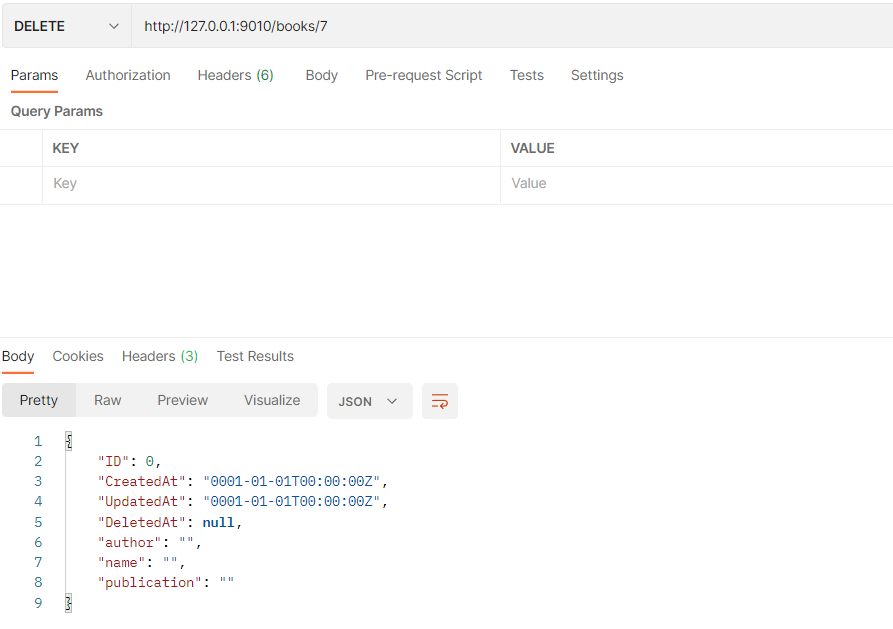 DELETE http://127.0.0.1:9010/books/7
Params Authorization Headers (6) Body Pre-request Script Tests Settings
Query Params
KEY VALUE
Key Value
Body Cookies Headers (3) Test Results
Pretty Raw Preview Visualize JSON
1 {
2 "ID": 0,
3 "CreatedAt": "0001-01-01T00:00:00Z",
4 "UpdatedAt": "0001-01-01T00:00:00Z",
5 "DeletedAt": null,
6 "author": "",
7 "name": "",
8 "publication": ""
9 }